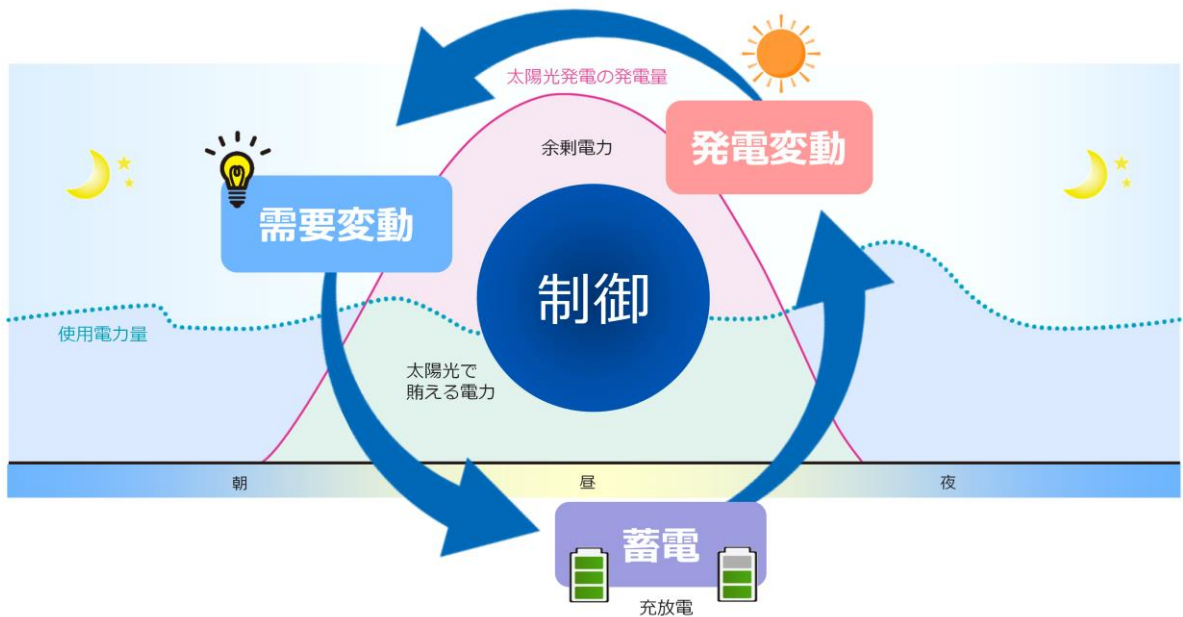 太陽光発電の発電量
発電変動
余剰電力
需要変動
制御
使用電力量
太陽光で
賄える電力
朝
昼
夜
蓄電
充放電